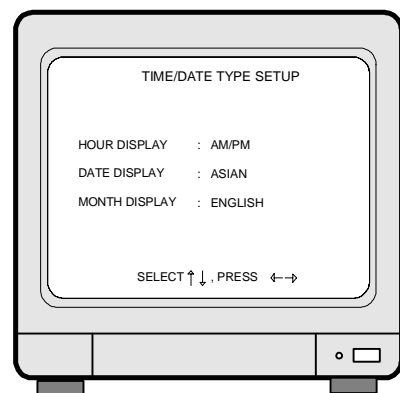 TIME/DATE TYPE SETUP
HOUR DISPLAY : AM/PM
DATE DISPLAY : ASIAN
MONTH DISPLAY : ENGLISH
SELECT ↑↓, PRESS ←→